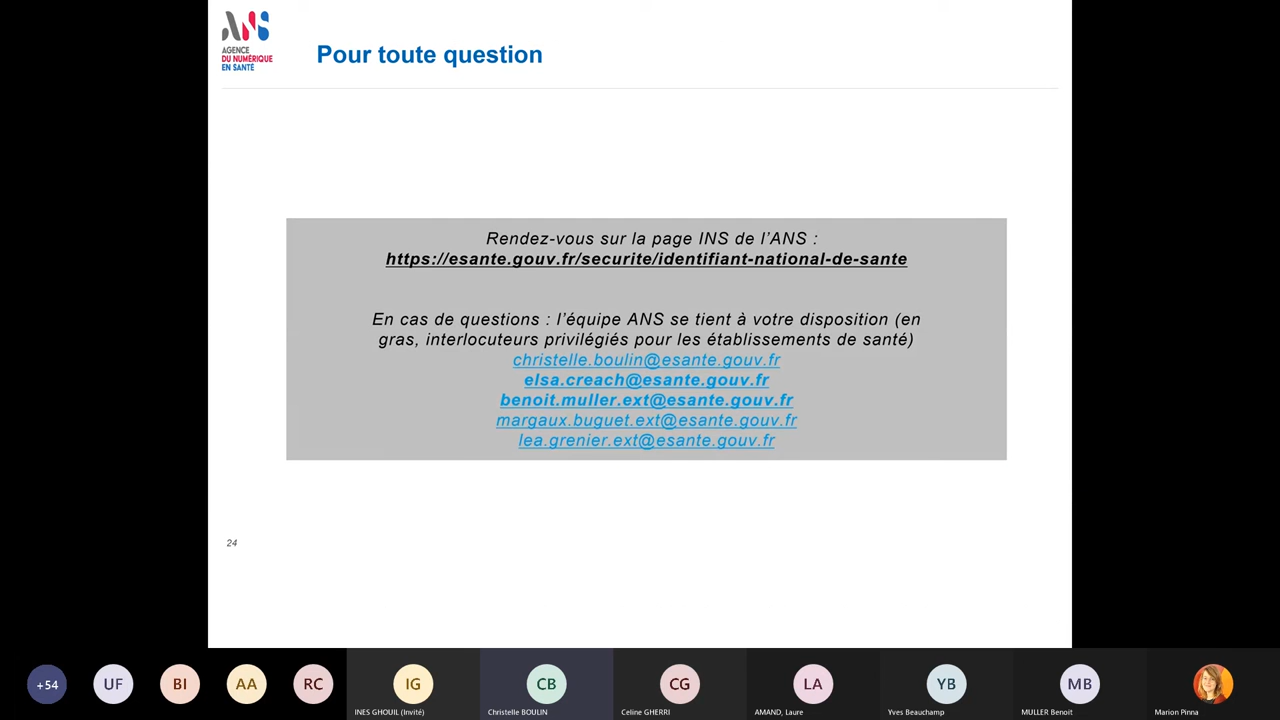 ANS
AGENCE
DU NUMÉRIQUE
EN SANTÉ
Pour toute question
Rendez-vous sur la page INS de l’ANS :
https://esante.gouv.fr/securite/identifiant-national-de-sante
En cas de questions : l’équipe ANS se tient à votre disposition (en
gras, interlocuteurs privilégiés pour les établissements de santé)
christelle.boulin@esante.gouv.fr
elsa.creach@esante.gouv.fr
benoit.muller.ext@esante.gouv.fr
margaux.buguet.ext@esante.gouv.fr
lea.grenier.ext@esante.gouv.fr
24
+54
UF
BI
AA
RC
IG
INES GHOUIL (Invité)
CB
Christelle BOULIN
CG
Celine GHERRI
LA
AMAND, Laure
YB
Yves Beauchamp
MB
MULLER Benoit
Marion Pinna